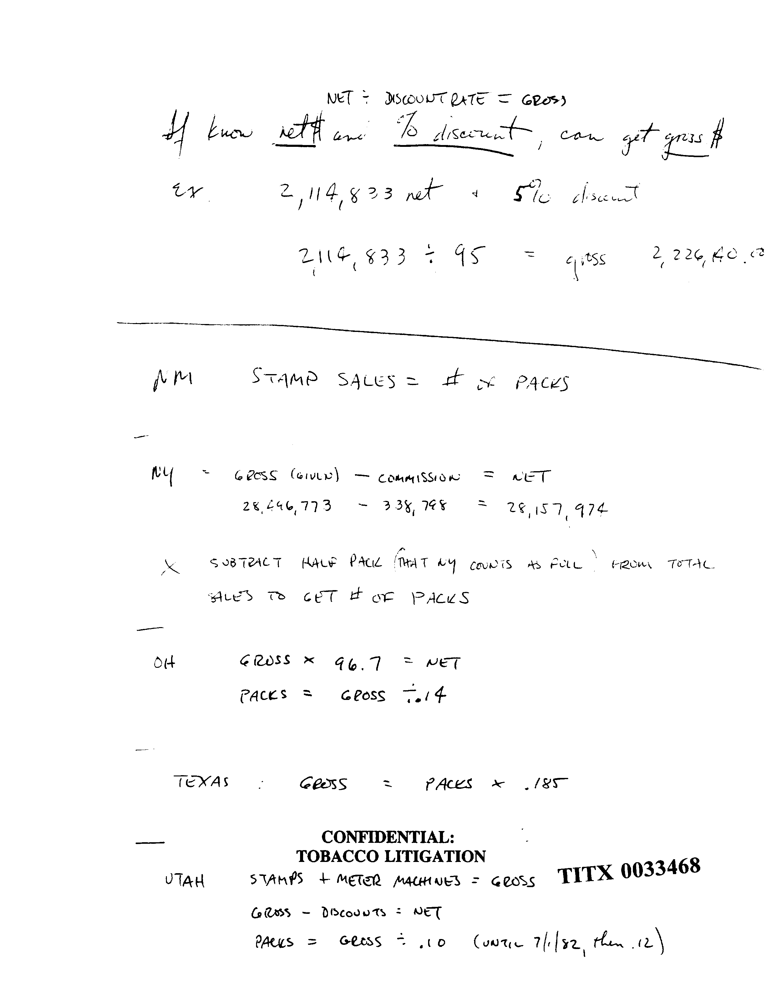 NET ÷ DISCOUNT RATE = GROSS
If know net$ and % discount, can get gross $
Ex. 2,114,833 net + 5% discount
2,114,833 ÷ 95 = gross
NM STAMP SALES = # OF PACKS
NY = GROSS (GIVEN) - COMMISSION = NET
28,496,773 - 338,798 = 28,157,974
X SUBTRACT HALF PACK (THAT NY COUNTS AS FULL) FROM TOTAL
SALES TO GET # OF PACKS
OH GROSS × 96.7 = NET
PACKS = GROSS ÷ .14
TEXAS : GROSS = PACKS × .185
CONFIDENTIAL:
TOBACCO LITIGATION
TITX 0033468
UTAH STAMPS + METER MACHINES = GROSS
GROSS - DISCOUNTS = NET
PACKS = GROSS ÷ .10 (UNTIL 7/1/82, then .12)